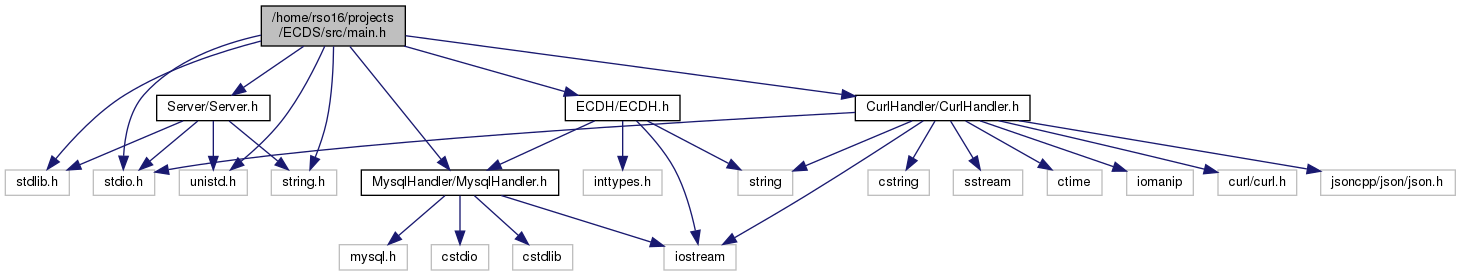 /home/rso16/projects
/ECDS/src/main.h
Server/Server.h
ECDH/ECDH.h
CurlHandler/CurlHandler.h
stdlib.h
stdio.h
unistd.h
string.h
MysqlHandler/MysqlHandler.h
inttypes.h
string
cstring
sstream
ctime
iomanip
curl/curl.h
jsoncpp/json/json.h
mysql.h
cstdio
cstdlib
iostream